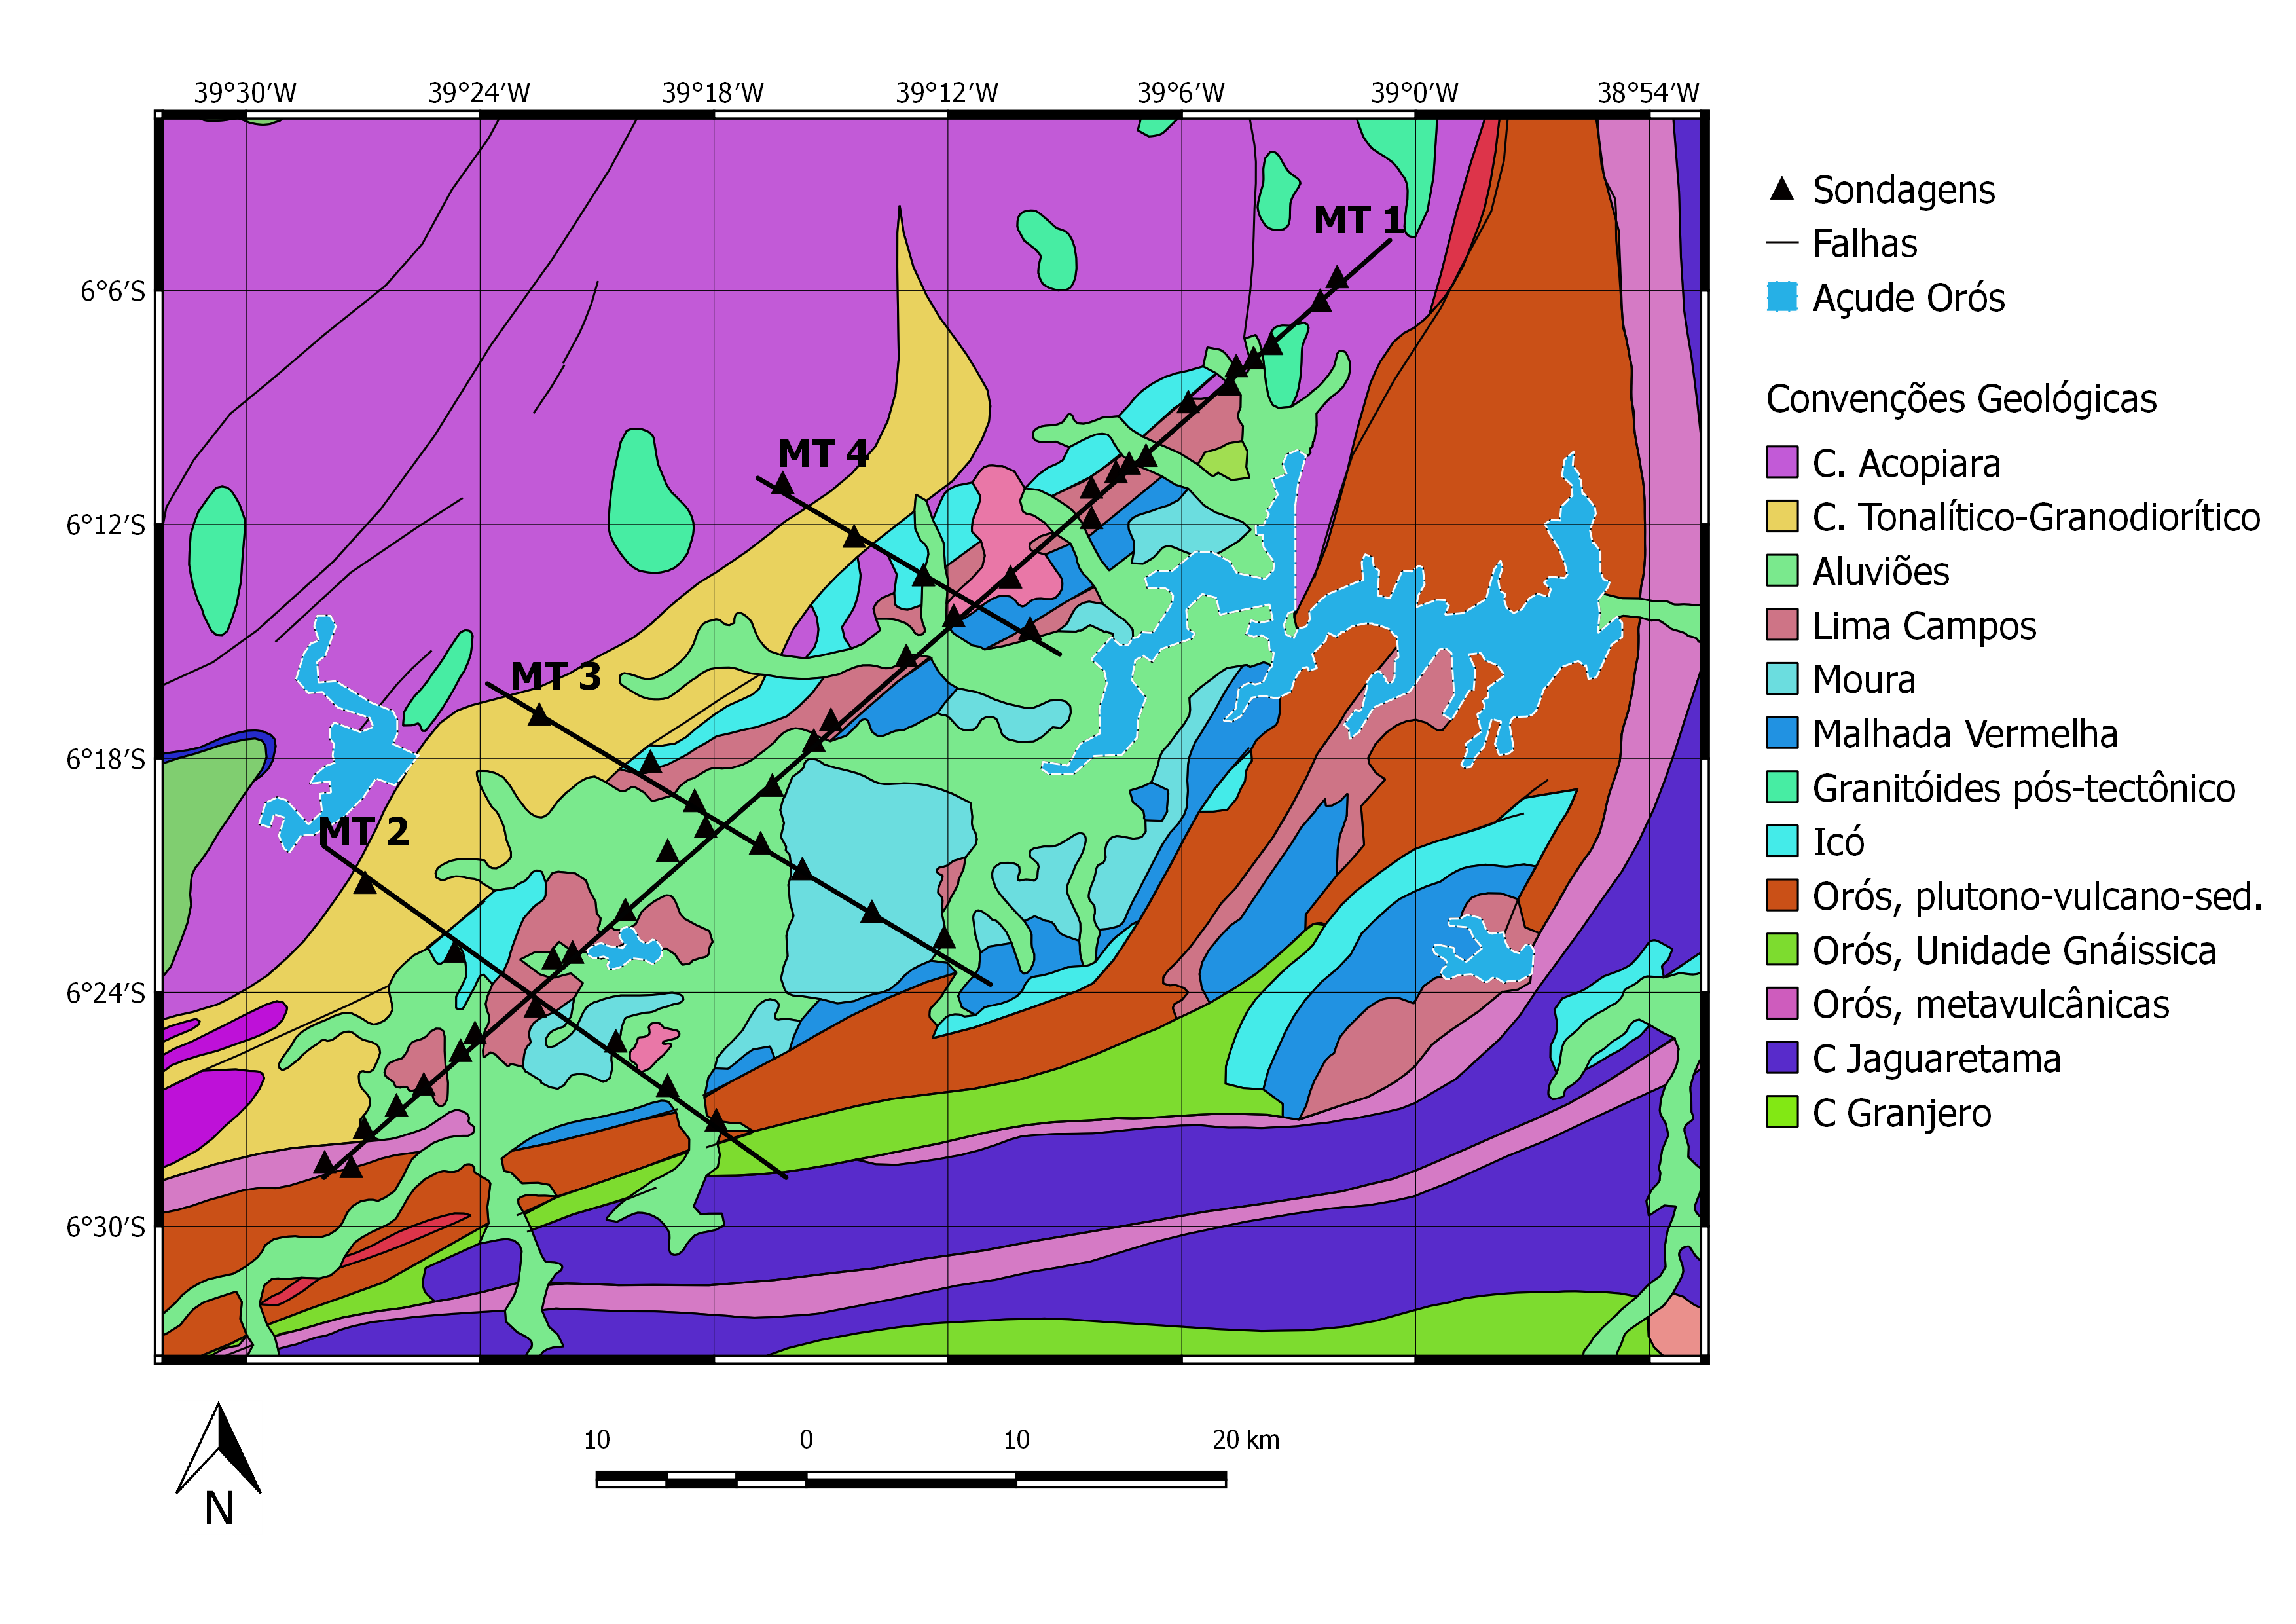 39°30'W 39°24'W 39°18'W 39°12'W 39°6'W 39°0'W 38°54'W
MT 1
6°6'S
MT 4
6°12'S
MT 3
6°18'S
MT 2
6°24'S
6°30'S
Sondagens
Falhas
Açude Orós
Convenções Geológicas
C. Acopiara
C. Tonalítico-Granodiorítico
Aluviões
Lima Campos
Moura
Malhada Vermelha
Granitóides pós-tectônico
Icó
Orós, plutono-vulcano-sed.
Orós, Unidade Gnáissica
Orós, metavulcânicas
C Jaguaretama
C Granjero
10 0 10 20 km
N